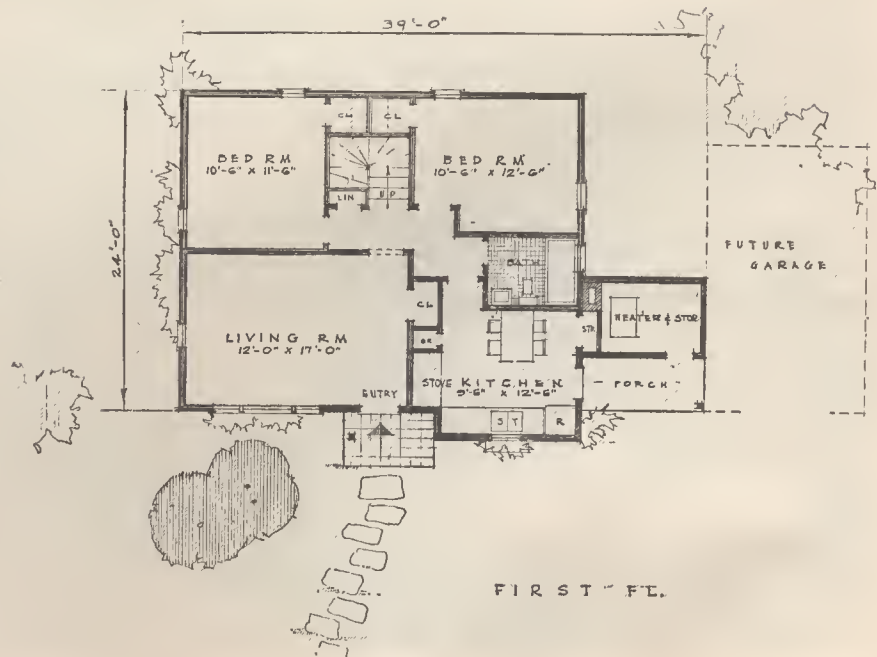 39'-0"
24'-0"
CL
CL
BED RM
10'-6" X 11'-6"
BED RM
10'-6" X 12'-6"
LIN
UP
BATH
FUTURE
GARAGE
CL
LIVING RM
12'-0" X 17'-0"
STR
HEATER & STOR
STOVE
KITCHEN
9'-6" X 12'-6"
PORCH
ENTRY
S
R
FIRST FL.